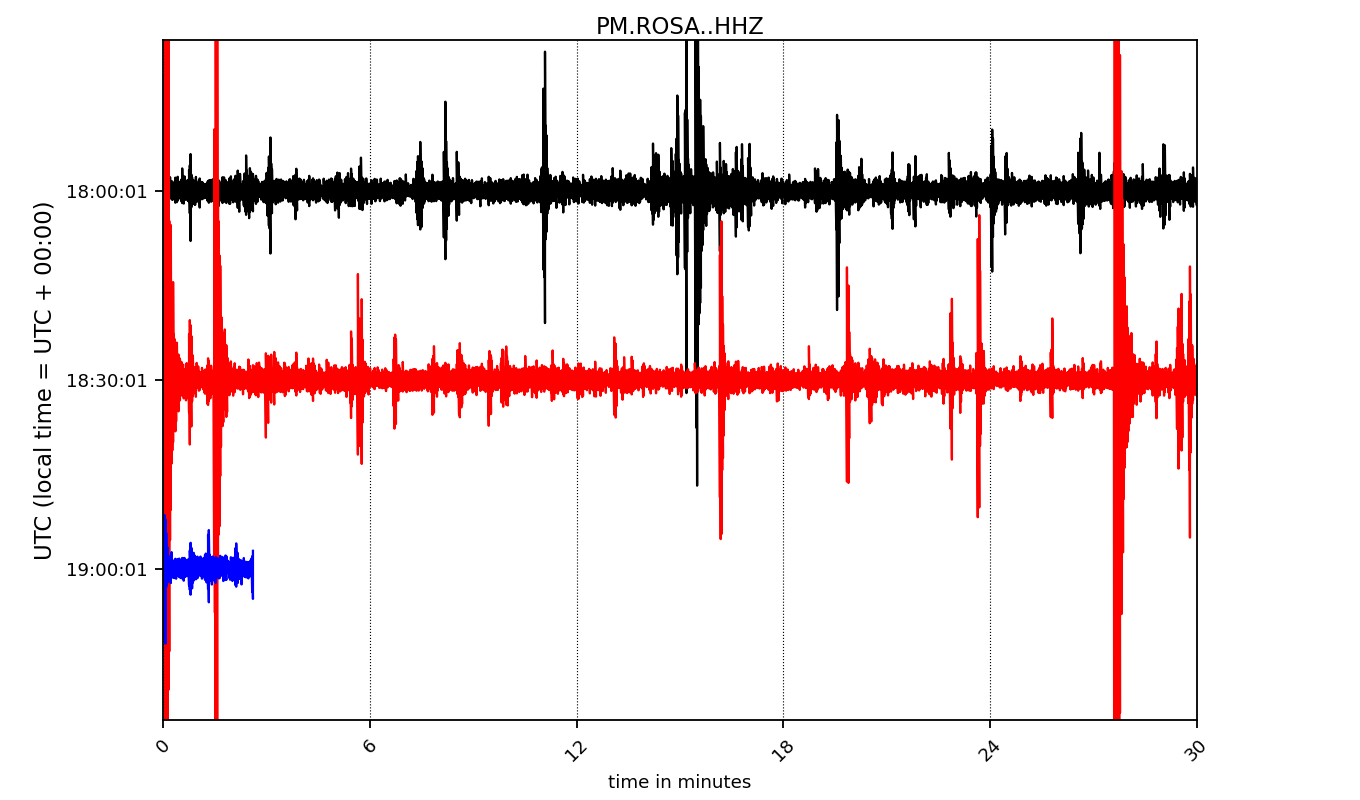 PM.ROSA..HHZ
UTC (local time = UTC + 00:00)
18:00:01
18:30:01
19:00:01
0 6 12 18 24 30
time in minutes